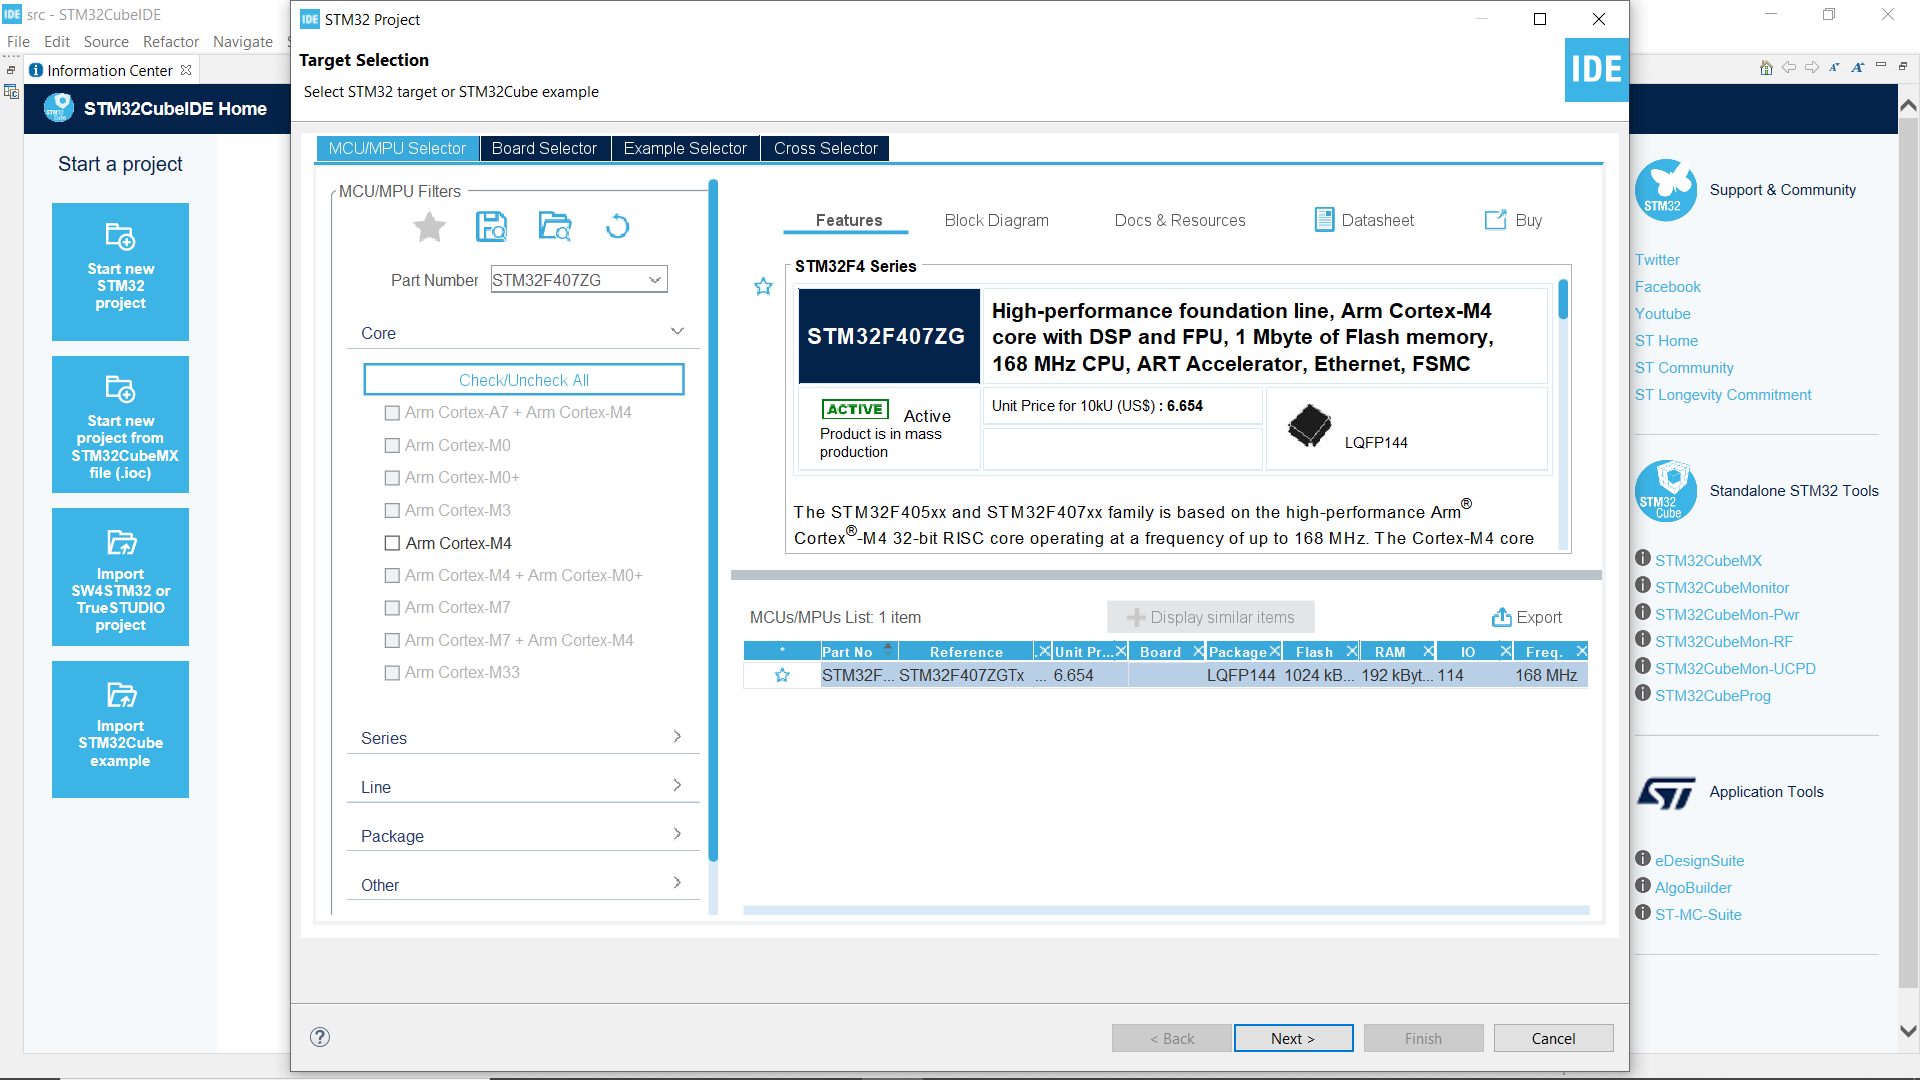 IDE src - STM32CubeIDE
File Edit Source Refactor Navigate
Information Center
STM32CubeIDE Home
Start a project
Start new
STM32
project
Start new
project from
STM32CubeMX
file (.ioc)
Import
SW4STM32 or
TrueSTUDIO
project
Import
STM32Cube
example
IDE STM32 Project
Target Selection
Select STM32 target or STM32Cube example
IDE
MCU/MPU Selector Board Selector Example Selector Cross Selector
MCU/MPU Filters
Part Number STM32F407ZG
Core
Check/Uncheck All
Arm Cortex-A7 + Arm Cortex-M4
Arm Cortex-M0
Arm Cortex-M0+
Arm Cortex-M3
Arm Cortex-M4
Arm Cortex-M4 + Arm Cortex-M0+
Arm Cortex-M7
Arm Cortex-M7 + Arm Cortex-M4
Arm Cortex-M33
Series
Line
Package
Other
Features Block Diagram Docs & Resources Datasheet Buy
STM32F4 Series
STM32F407ZG
High-performance foundation line, Arm Cortex-M4
core with DSP and FPU, 1 Mbyte of Flash memory,
168 MHz CPU, ART Accelerator, Ethernet, FSMC
ACTIVE Active
Product is in mass
production
Unit Price for 10kU (US$) : 6.654
LQFP144
The STM32F405xx and STM32F407xx family is based on the high-performance Arm®
Cortex®-M4 32-bit RISC core operating at a frequency of up to 168 MHz. The Cortex-M4 core
MCUs/MPUs List: 1 item Display similar items Export
* Part No Reference . Unit Pr... Board Package Flash RAM IO Freq.
STM32F... STM32F407ZGTx ... 6.654 LQFP144 1024 kB... 192 kByt... 114 168 MHz
< Back Next > Finish Cancel
STM32
Support & Community
Twitter
Facebook
Youtube
ST Home
ST Community
ST Longevity Commitment
STM32
Cube
Standalone STM32 Tools
STM32CubeMX
STM32CubeMonitor
STM32CubeMon-Pwr
STM32CubeMon-RF
STM32CubeMon-UCPD
STM32CubeProg
ST Application Tools
eDesignSuite
AlgoBuilder
ST-MC-Suite